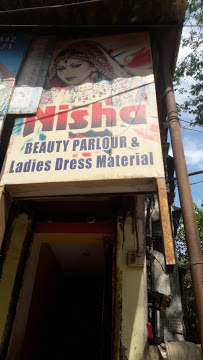 Nisha
BEAUTY PARLOUR &
Ladies Dress Material